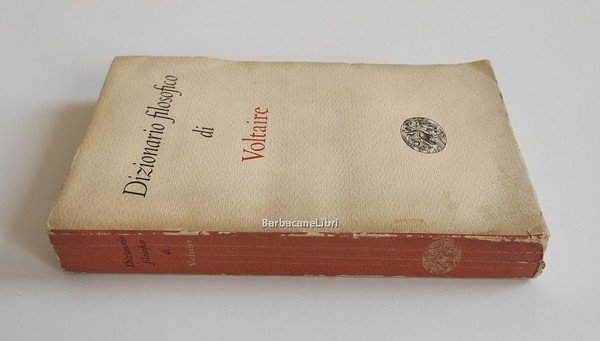 Dizionario filosofico
di
Voltaire
BarbacaneLibri
Dizionario
filosofico
di
Voltaire